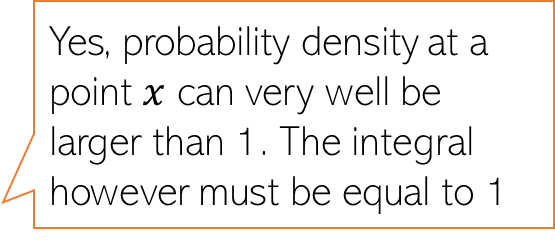 Yes, probability density at a
point x can very well be
larger than 1. The integral
however must be equal to 1